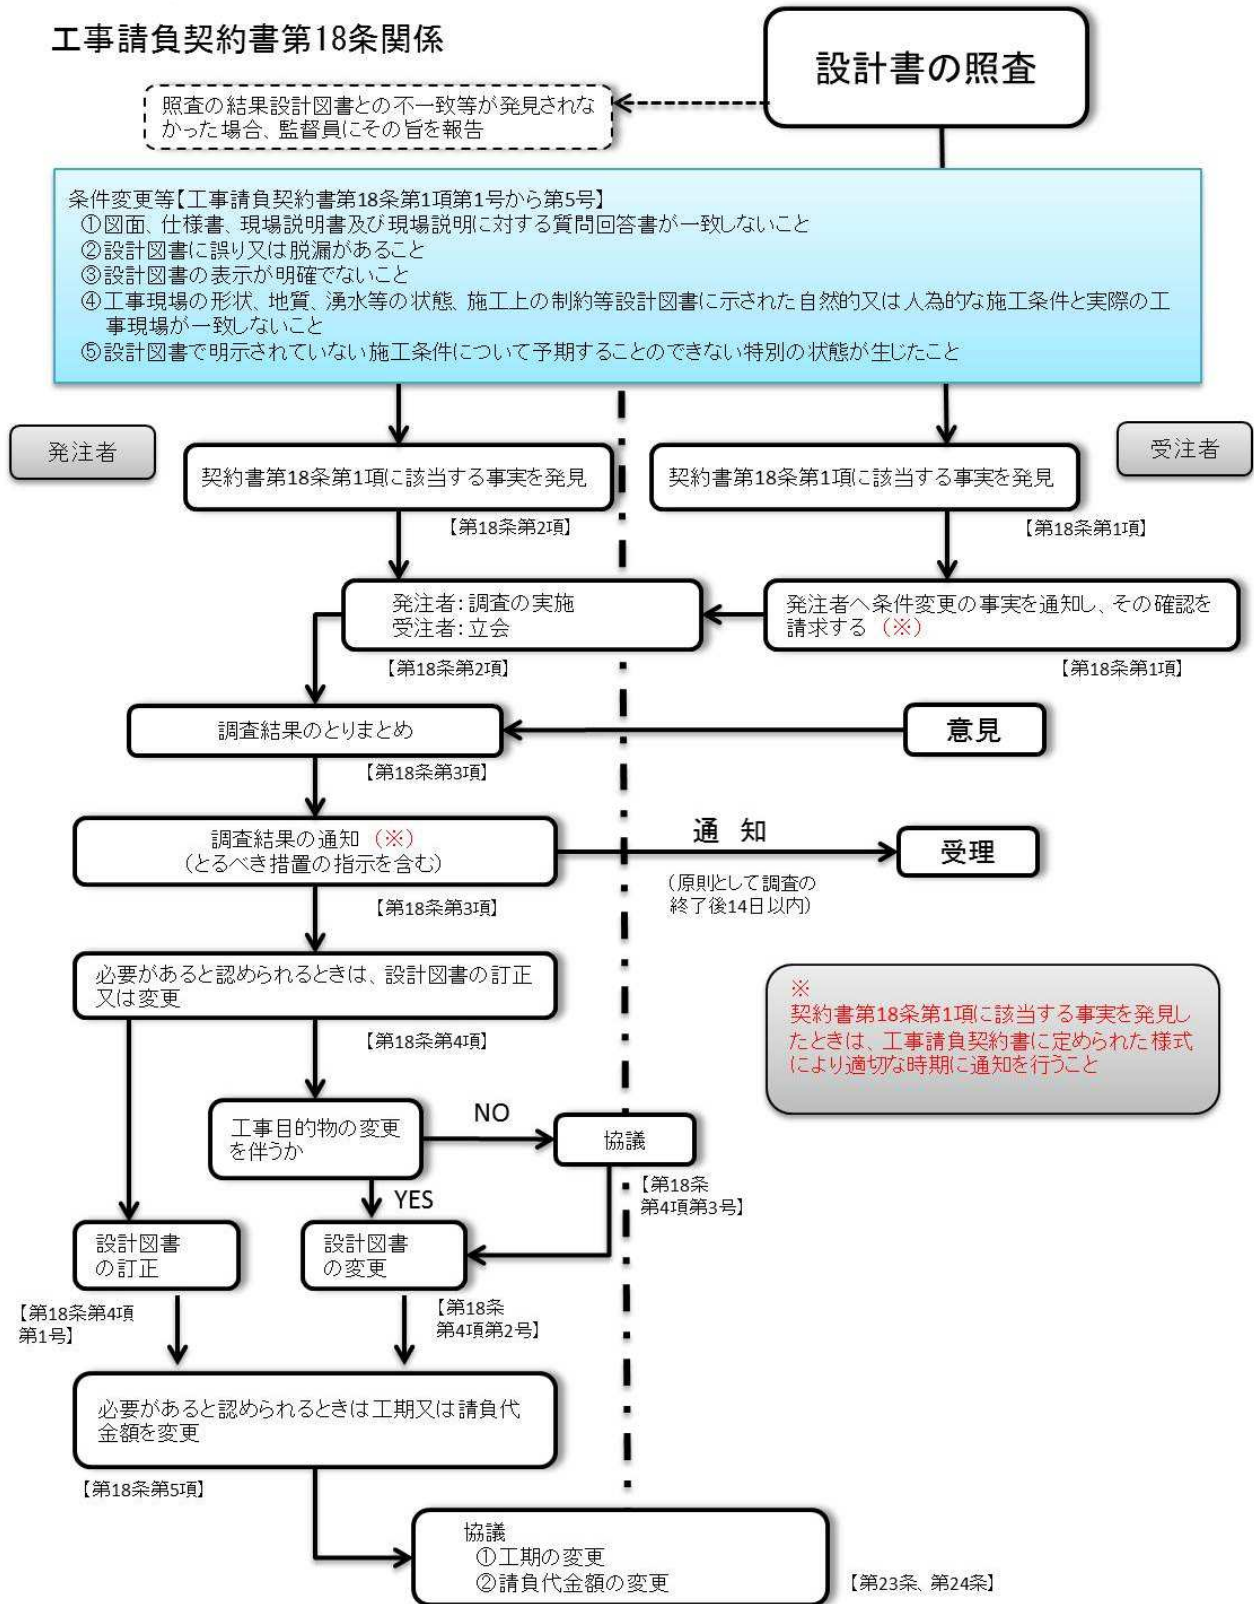 工事請負契約書第18条関係
設計書の照査
照査の結果設計図書との不一致等が発見されな
かった場合、監督員にその旨を報告
条件変更等【工事請負契約書第18条第1項第1号から第5号】
①図面、仕様書、現場説明書及び現場説明に対する質問回答書が一致しないこと
②設計図書に誤り又は脱漏があること
③設計図書の表示が明確でないこと
④工事現場の形状、地質、湧水等の状態、施工上の制約等設計図書に示された自然的又は人為的な施工条件と実際の工
事現場が一致しないこと
⑤設計図書で明示されていない施工条件について予期することのできない特別の状態が生じたこと
発注者
受注者
契約書第18条第1項に該当する事実を発見
契約書第18条第1項に該当する事実を発見
【第18条第2項】
【第18条第1項】
発注者：調査の実施
受注者：立会
発注者へ条件変更の事実を通知し、その確認を
請求する（※）
【第18条第2項】
【第18条第1項】
調査結果のとりまとめ
意見
【第18条第3項】
調査結果の通知（※）
（とるべき措置の指示を含む）
通 知
受理
（原則として調査の
終了後14日以内）
【第18条第3項】
必要があると認められるときは、設計図書の訂正
又は変更
※
契約書第18条第1項に該当する事実を発見し
たときは、工事請負契約書に定められた様式
により適切な時期に通知を行うこと
【第18条第4項】
工事目的物の変更
を伴うか
NO
協議
【第18条
第4項第3号】
YES
設計図書
の訂正
設計図書
の変更
【第18条第4項
第1号】
【第18条
第4項第2号】
必要があると認められるときは工期又は請負代
金額を変更
【第18条第5項】
協議
①工期の変更
②請負代金額の変更
【第23条、第24条】